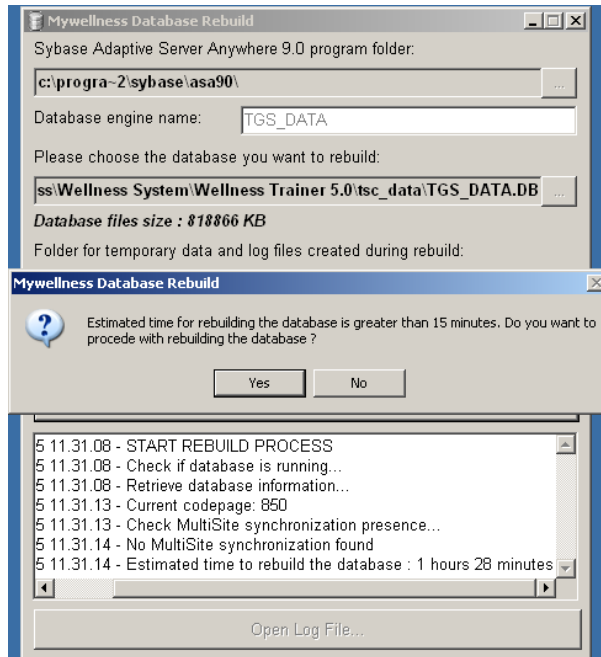 Mywellness Database Rebuild
Sybase Adaptive Server Anywhere 9.0 program folder:
c:\progra~2\sybase\asa90\
...
Database engine name:
TGS_DATA
Please choose the database you want to rebuild:
ss\Wellness System\Wellness Trainer 5.0\tsc_data\TGS_DATA.DB
...
Database files size : 818866 KB
Folder for temporary data and log files created during rebuild:
Mywellness Database Rebuild
Estimated time for rebuilding the database is greater than 15 minutes. Do you want to
procede with rebuilding the database ?
Yes
No
5 11.31.08 - START REBUILD PROCESS
5 11.31.08 - Check if database is running...
5 11.31.08 - Retrieve database information...
5 11.31.13 - Current codepage: 850
5 11.31.13 - Check MultiSite synchronization presence...
5 11.31.14 - No MultiSite synchronization found
5 11.31.14 - Estimated time to rebuild the database : 1 hours 28 minutes
Open Log File...